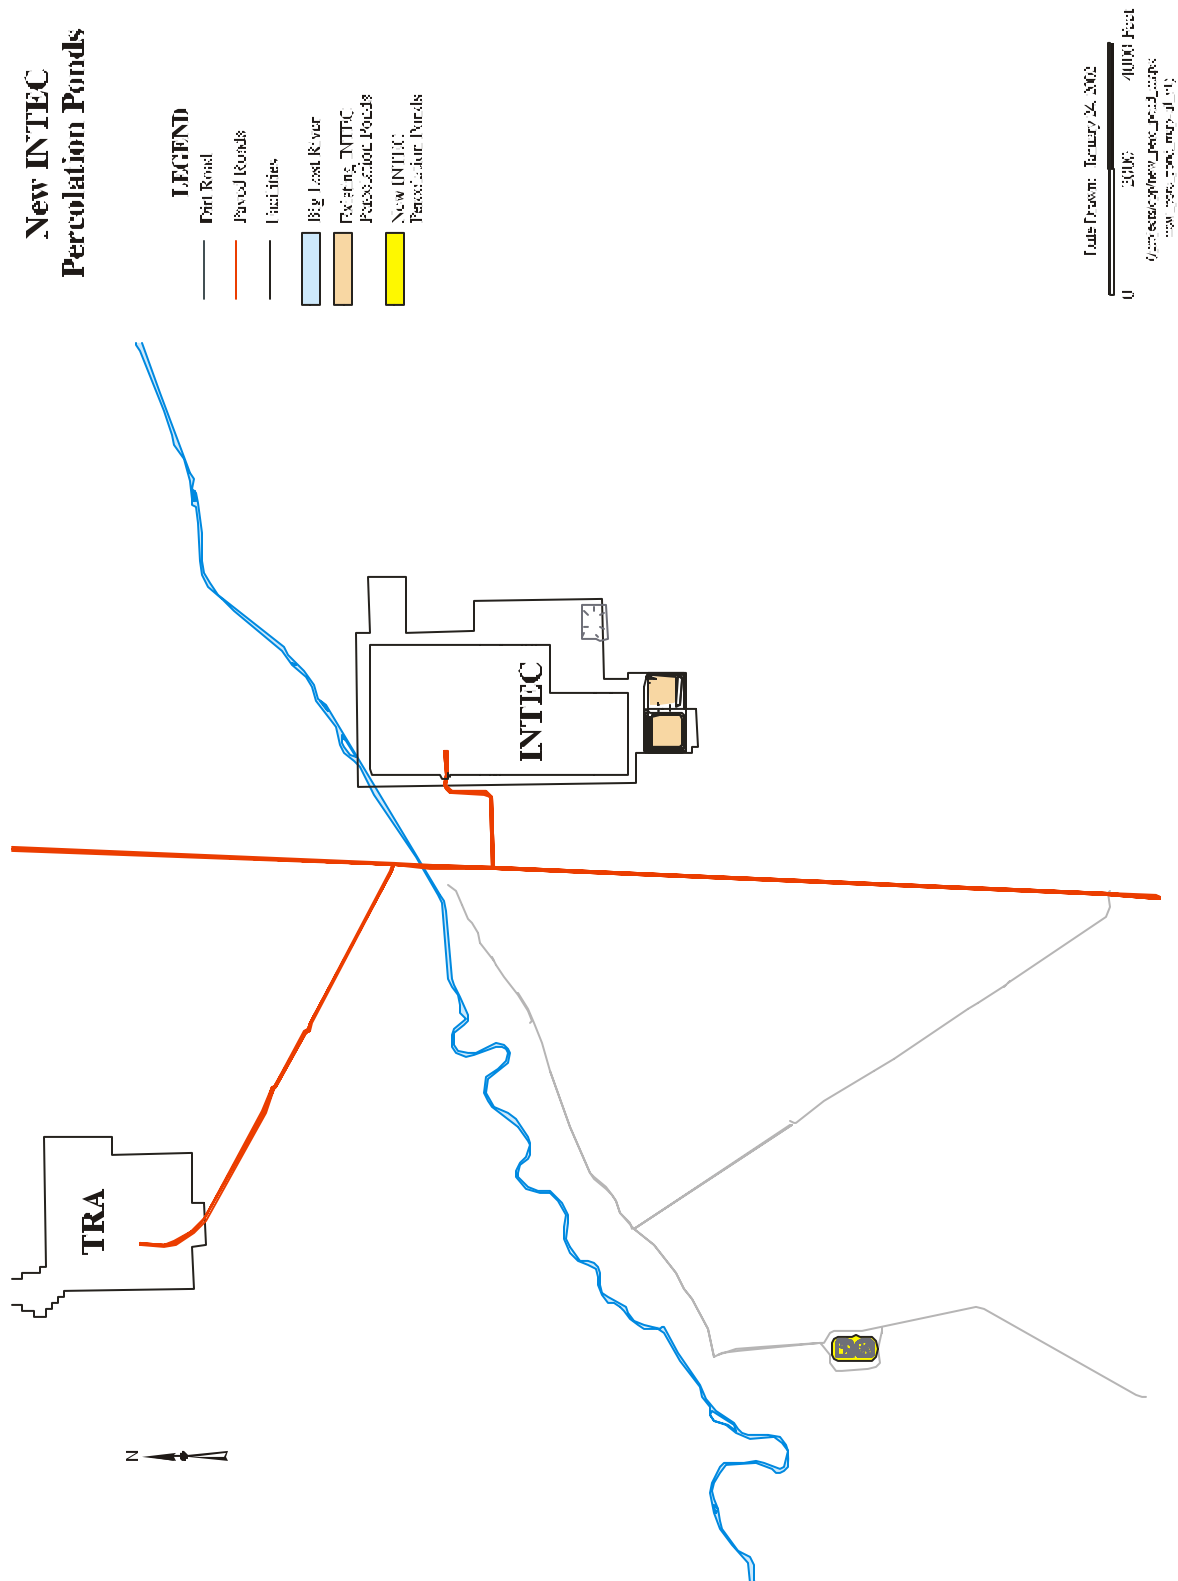 New INTEC
Percolation Ponds
LEGEND
Dirt Road
Paved Roads
Facilities
Big Lost River
Existing INTEC
Percolation Ponds
New INTEC
Percolation Ponds
INTEC
TRA
N
Date Drawn: January 24, 2002
0 2000 4000 Feet